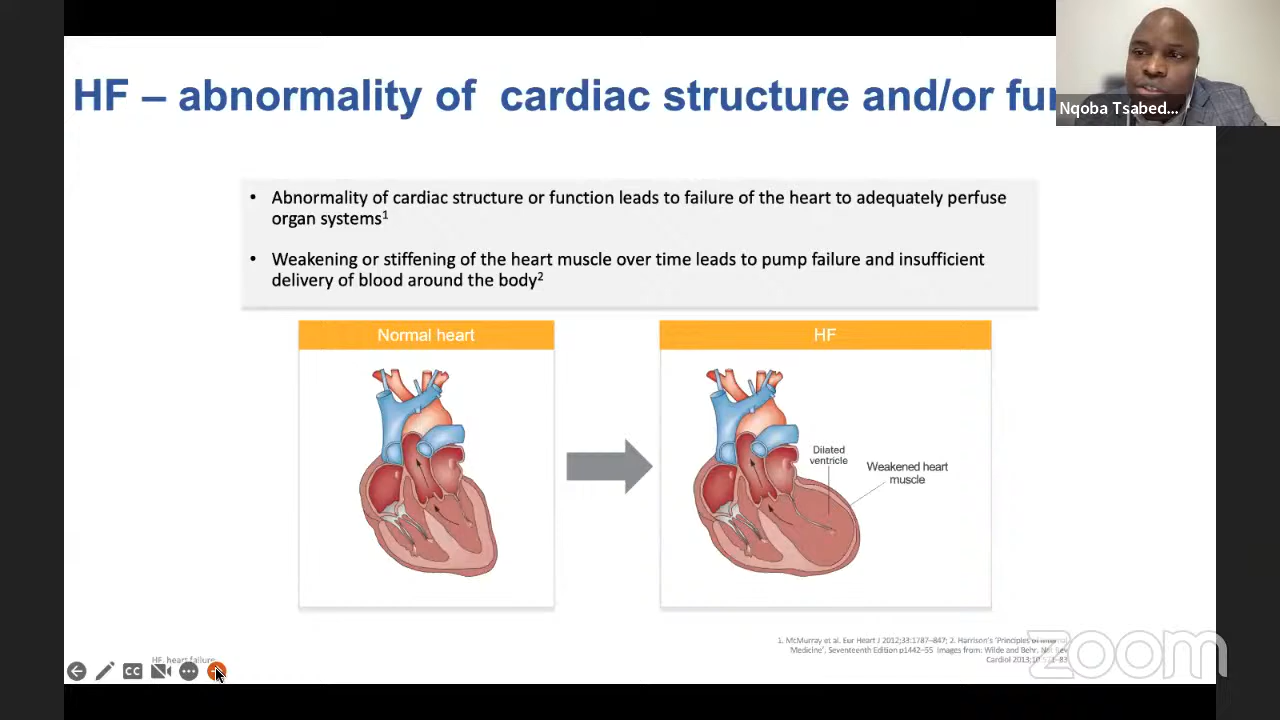 HF – abnormality of cardiac structure and/or fu
Nqoba Tsabed...
• Abnormality of cardiac structure or function leads to failure of the heart to adequately perfuse
organ systems1
• Weakening or stiffening of the heart muscle over time leads to pump failure and insufficient
delivery of blood around the body2
Normal heart
HF
Dilated
ventricle
Weakened heart
muscle
1. McMurray et al. Eur Heart J 2012;33:1787–847; 2. Harrison's 'Principles of Internal
Medicine', Seventeenth Edition p1442–55 Images from: Wilde and Behr, Nat Rev
Cardiol 2013;10
HF, heart failure
CC
zoom